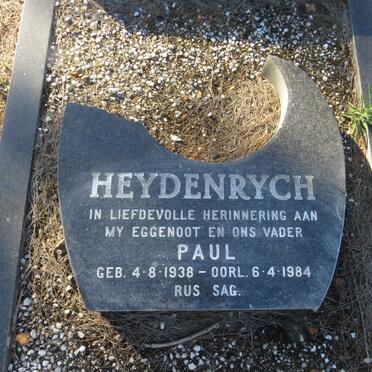 HEYDENRYCH
IN LIEFDEVOLLE HERINNERING AAN
MY EGGENOOT EN ONS VADER
PAUL
GEB. 4·8·1938 – OORL. 6·4·1984
RUS SAG.